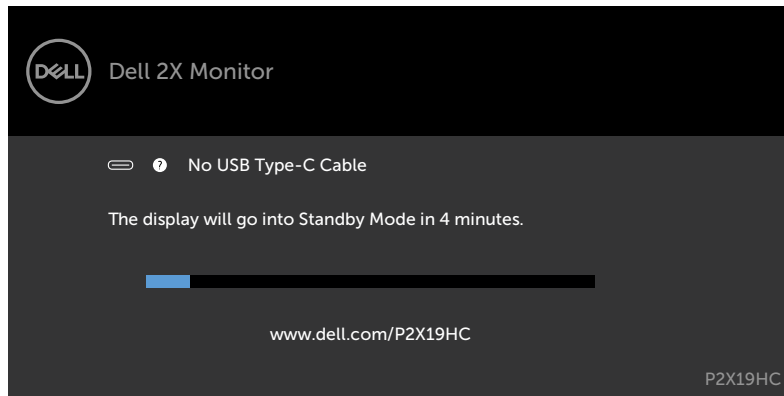 DELL
Dell 2X Monitor
? No USB Type-C Cable
The display will go into Standby Mode in 4 minutes.
www.dell.com/P2X19HC
P2X19HC